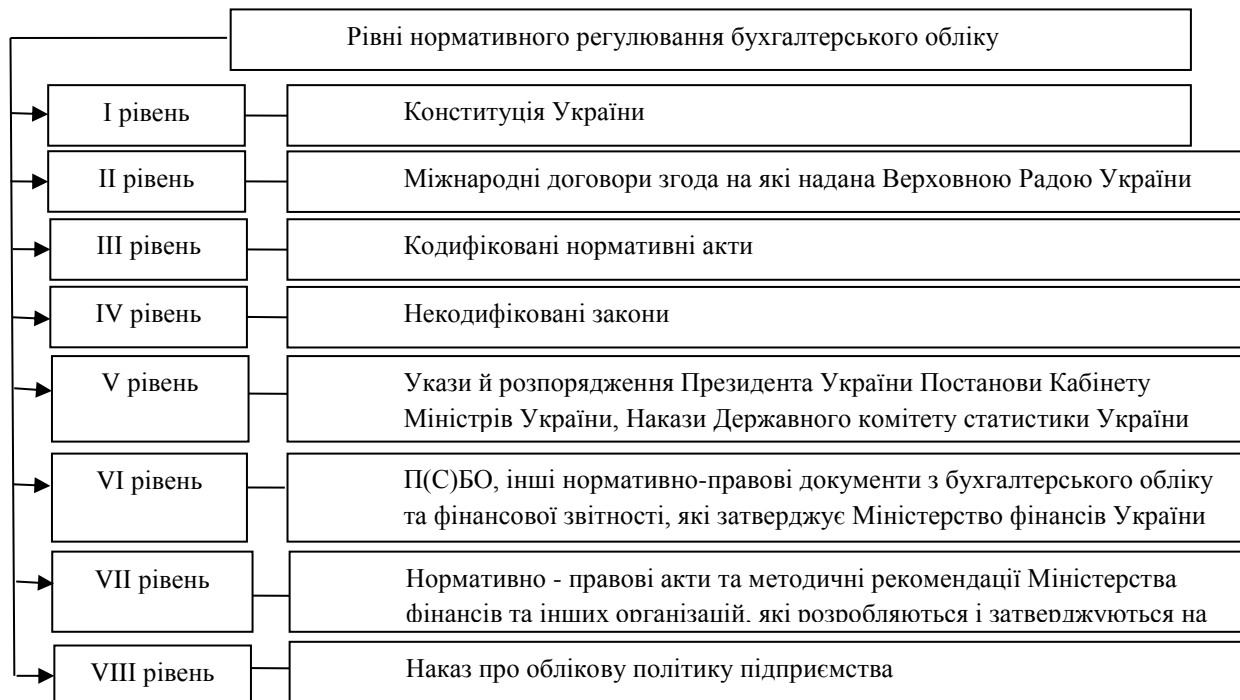 Рівні нормативного регулювання бухгалтерського обліку
І рівень
Конституція України
ІІ рівень
Міжнародні договори згода на які надана Верховною Радою України
ІІІ рівень
Кодифіковані нормативні акти
IV рівень
Некодифіковані закони
V рівень
Укази й розпорядження Президента України Постанови Кабінету
Міністрів України, Накази Державного комітету статистики України
VI рівень
П(С)БО, інші нормативно-правові документи з бухгалтерського обліку
та фінансової звітності, які затверджує Міністерство фінансів України
VII рівень
Нормативно - правові акти та методичні рекомендації Міністерства
фінансів та інших організацій, які розробляються і затверджуються на
VIII рівень
Наказ про облікову політику підприємства